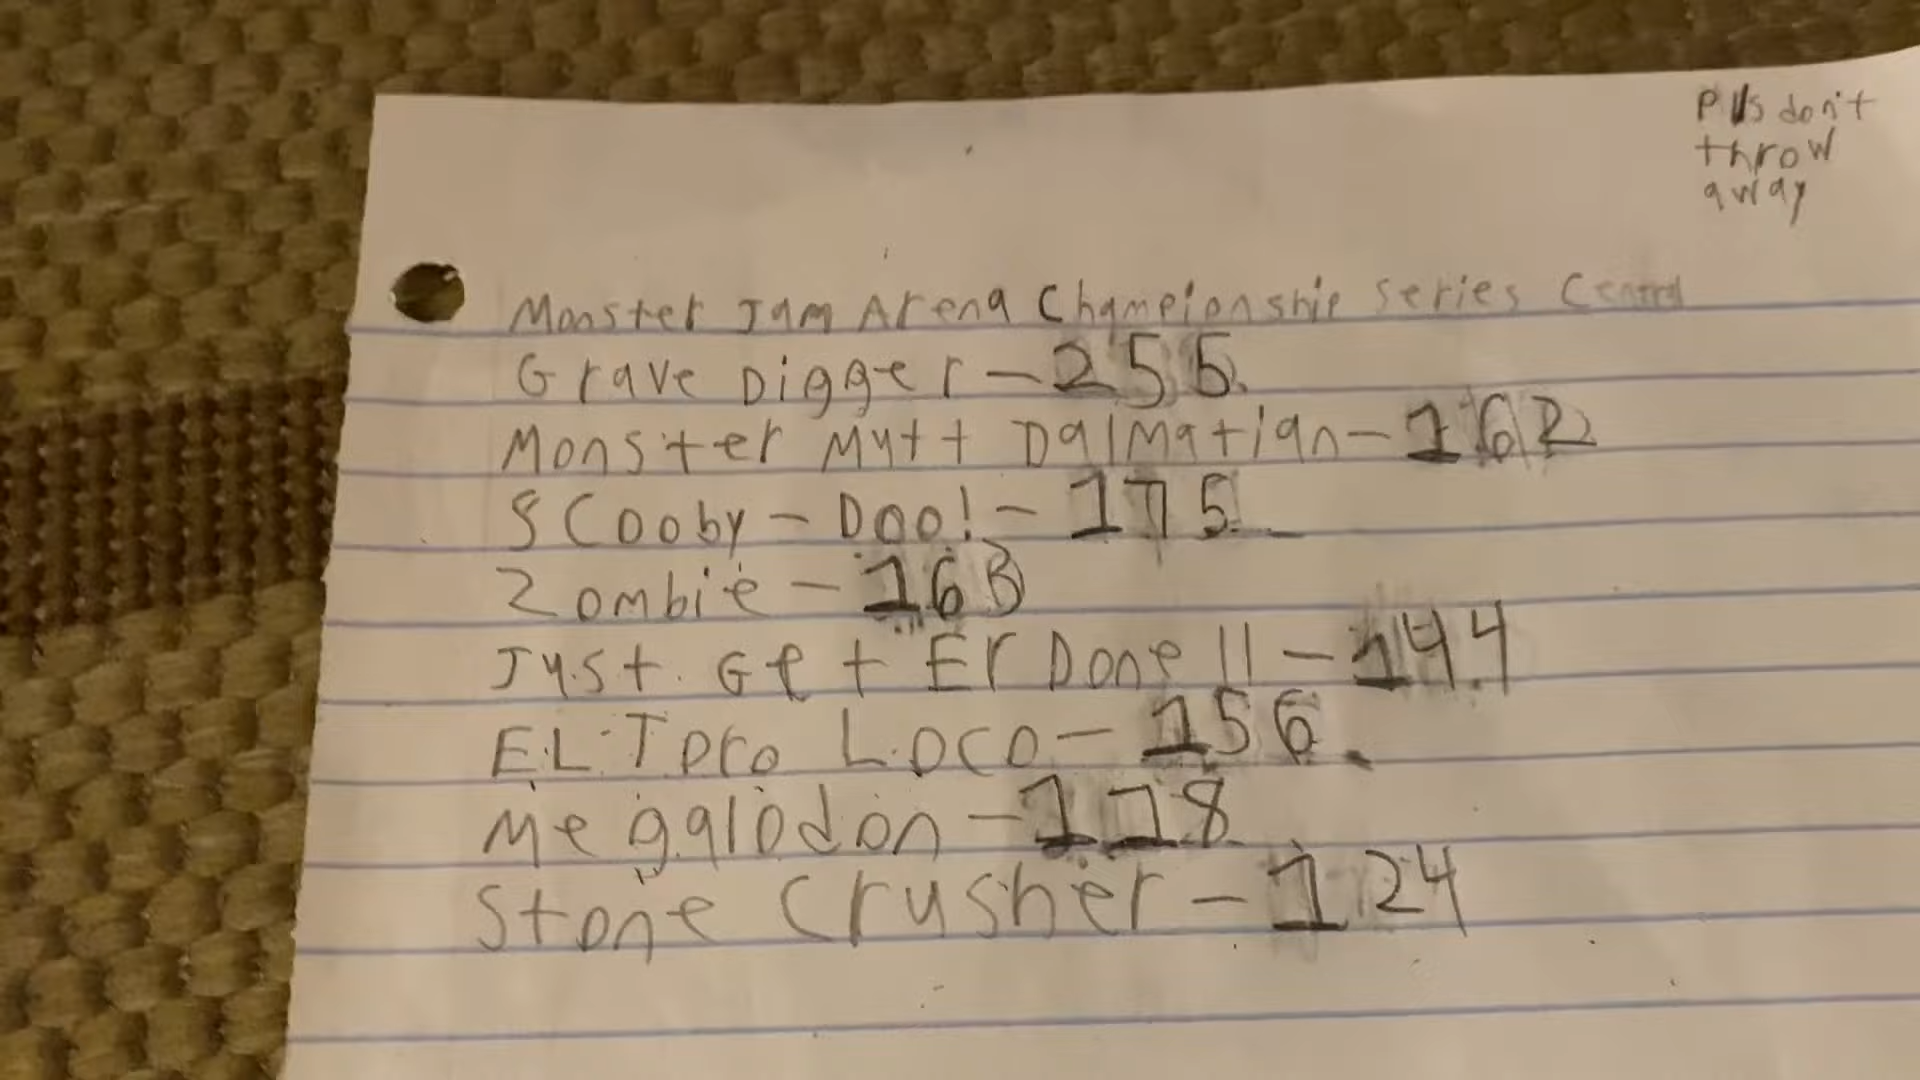 Pls don't
throw
away
Monster Jam Arena Championship Series Central
Grave Digger - 255
Monster Mutt Dalmatian - 162
Scooby-Doo! - 175
Zombie - 163
Just Get Er Done!! - 144
EL Toro Loco - 156
Megalodon - 118
Stone Crusher - 124